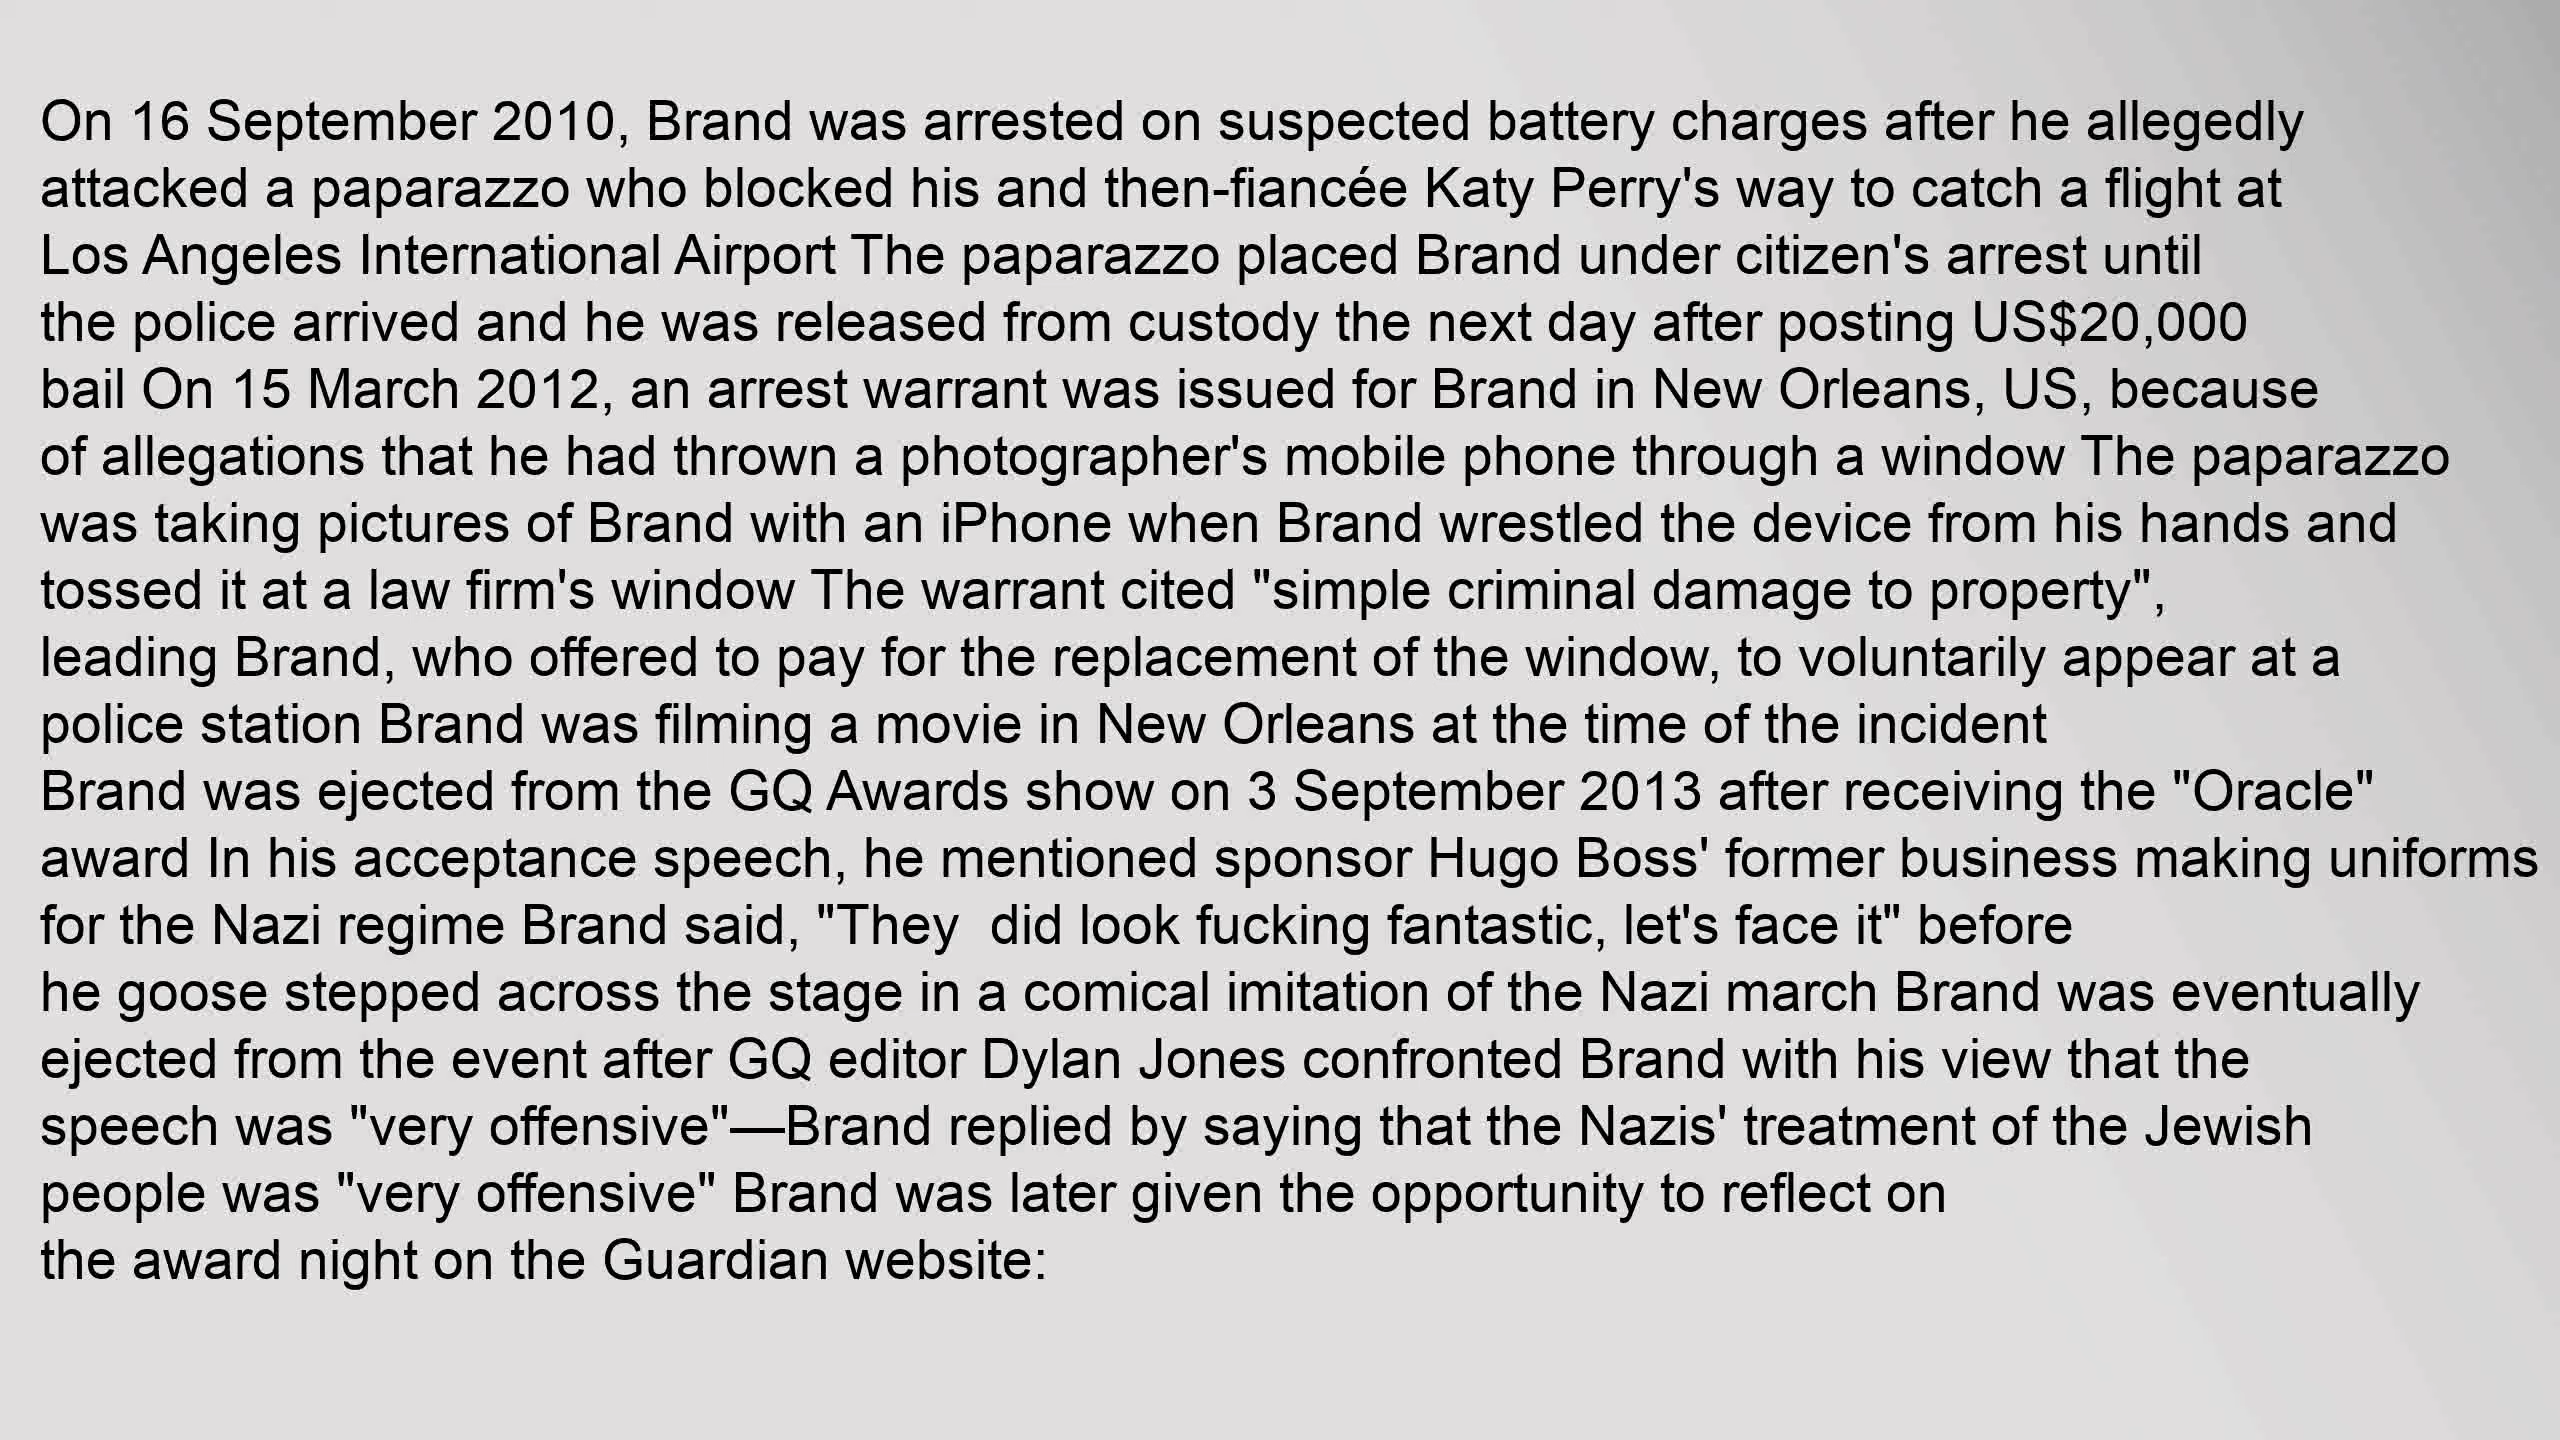 On 16 September 2010, Brand was arrested on suspected battery charges after he allegedly
attacked a paparazzo who blocked his and then-fiancée Katy Perry's way to catch a flight at
Los Angeles International Airport The paparazzo placed Brand under citizen's arrest until
the police arrived and he was released from custody the next day after posting US$20,000
bail On 15 March 2012, an arrest warrant was issued for Brand in New Orleans, US, because
of allegations that he had thrown a photographer's mobile phone through a window The paparazzo
was taking pictures of Brand with an iPhone when Brand wrestled the device from his hands and
tossed it at a law firm's window The warrant cited "simple criminal damage to property",
leading Brand, who offered to pay for the replacement of the window, to voluntarily appear at a
police station Brand was filming a movie in New Orleans at the time of the incident
Brand was ejected from the GQ Awards show on 3 September 2013 after receiving the "Oracle"
award In his acceptance speech, he mentioned sponsor Hugo Boss' former business making uniforms
for the Nazi regime Brand said, "They  did look fucking fantastic, let's face it" before
he goose stepped across the stage in a comical imitation of the Nazi march Brand was eventually
ejected from the event after GQ editor Dylan Jones confronted Brand with his view that the
speech was "very offensive"—Brand replied by saying that the Nazis' treatment of the Jewish
people was "very offensive" Brand was later given the opportunity to reflect on
the award night on the Guardian website: